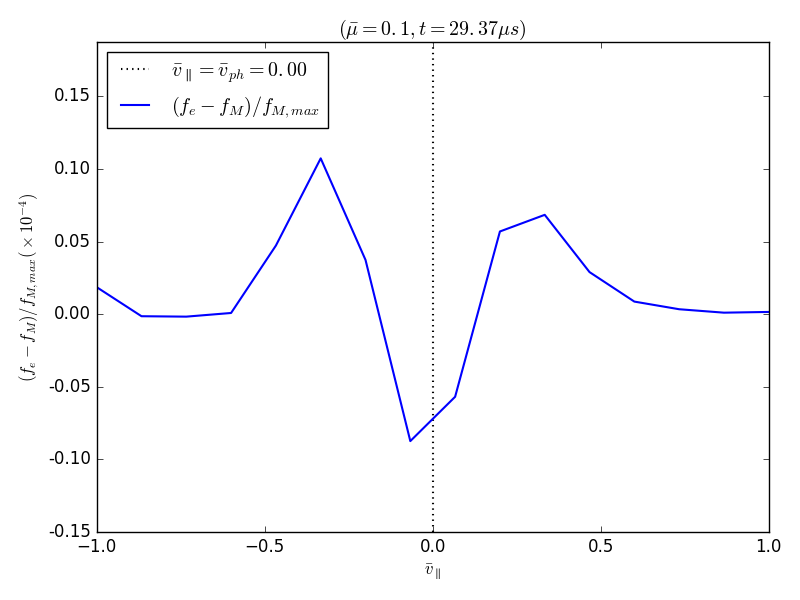 (μ̄ = 0.1, t = 29.37μs)
v̄∥ = v̄ph = 0.00
(fe − fM)/fM,max
0.15
0.10
0.05
0.00
-0.05
-0.10
-0.15
(fe − fM)/fM,max(×10⁻⁴)
−1.0 −0.5 0.0 0.5 1.0
v̄∥